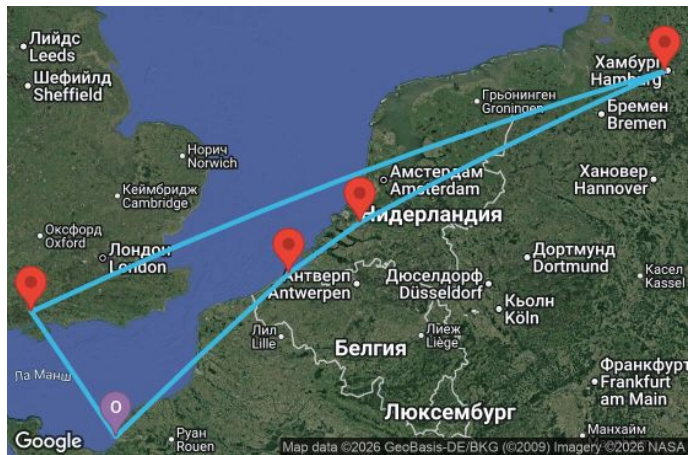 Лийдс
Leeds
Шефийлд
Sheffield
Хамбург
Hamburg
Грьонинген
Groningen
Бремен
Bremen
Норич
Norwich
Амстердам
Amsterdam
Хановер
Hannover
Кеймбридж
Cambridge
Нидерландия
Оксфорд
Oxford
Лондон
London
Дортмунд
Dortmund
Антверп
Antwerpen
Дюселдорф
Düsseldorf
Касел
Kassel
Кьолн
Köln
Лил
Lille
Лиеж
Liège
Белгия
Ла Манш
Франкфурт
Frankfurt
am Main
O
Люксембург
Руан
Rouen
Манхайм
Google
Map data ©2026 GeoBasis-DE/BKG (©2009) Imagery ©2026 NASA